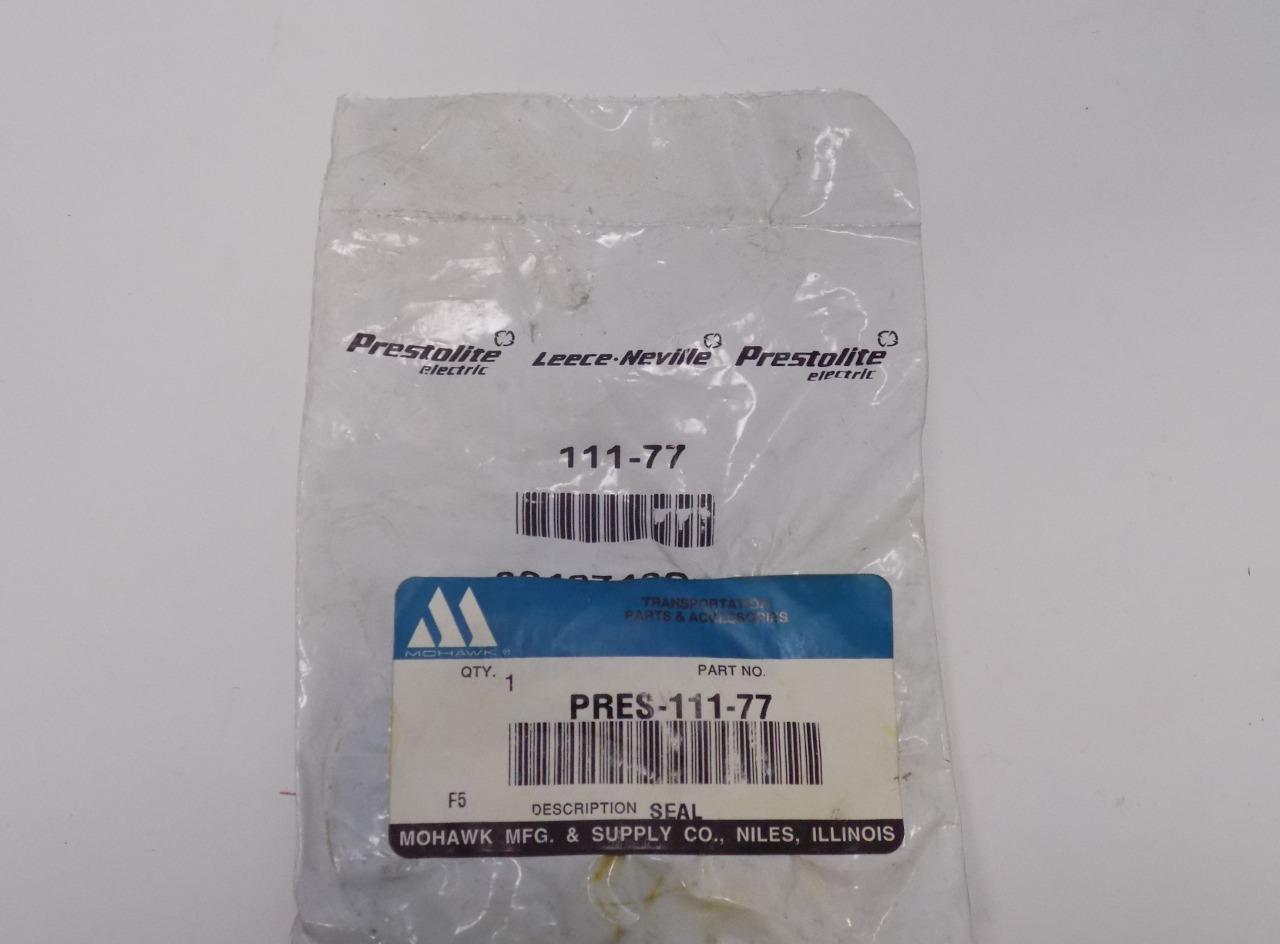 Prestolite Leece-Neville Prestolite
electric electric
111-77
TRANSPORTATION
PARTS & ACCESSORIES
MOHAWK®
QTY. 1 PART NO.
PRES-111-77
F5 DESCRIPTION SEAL
MOHAWK MFG. & SUPPLY CO., NILES, ILLINOIS